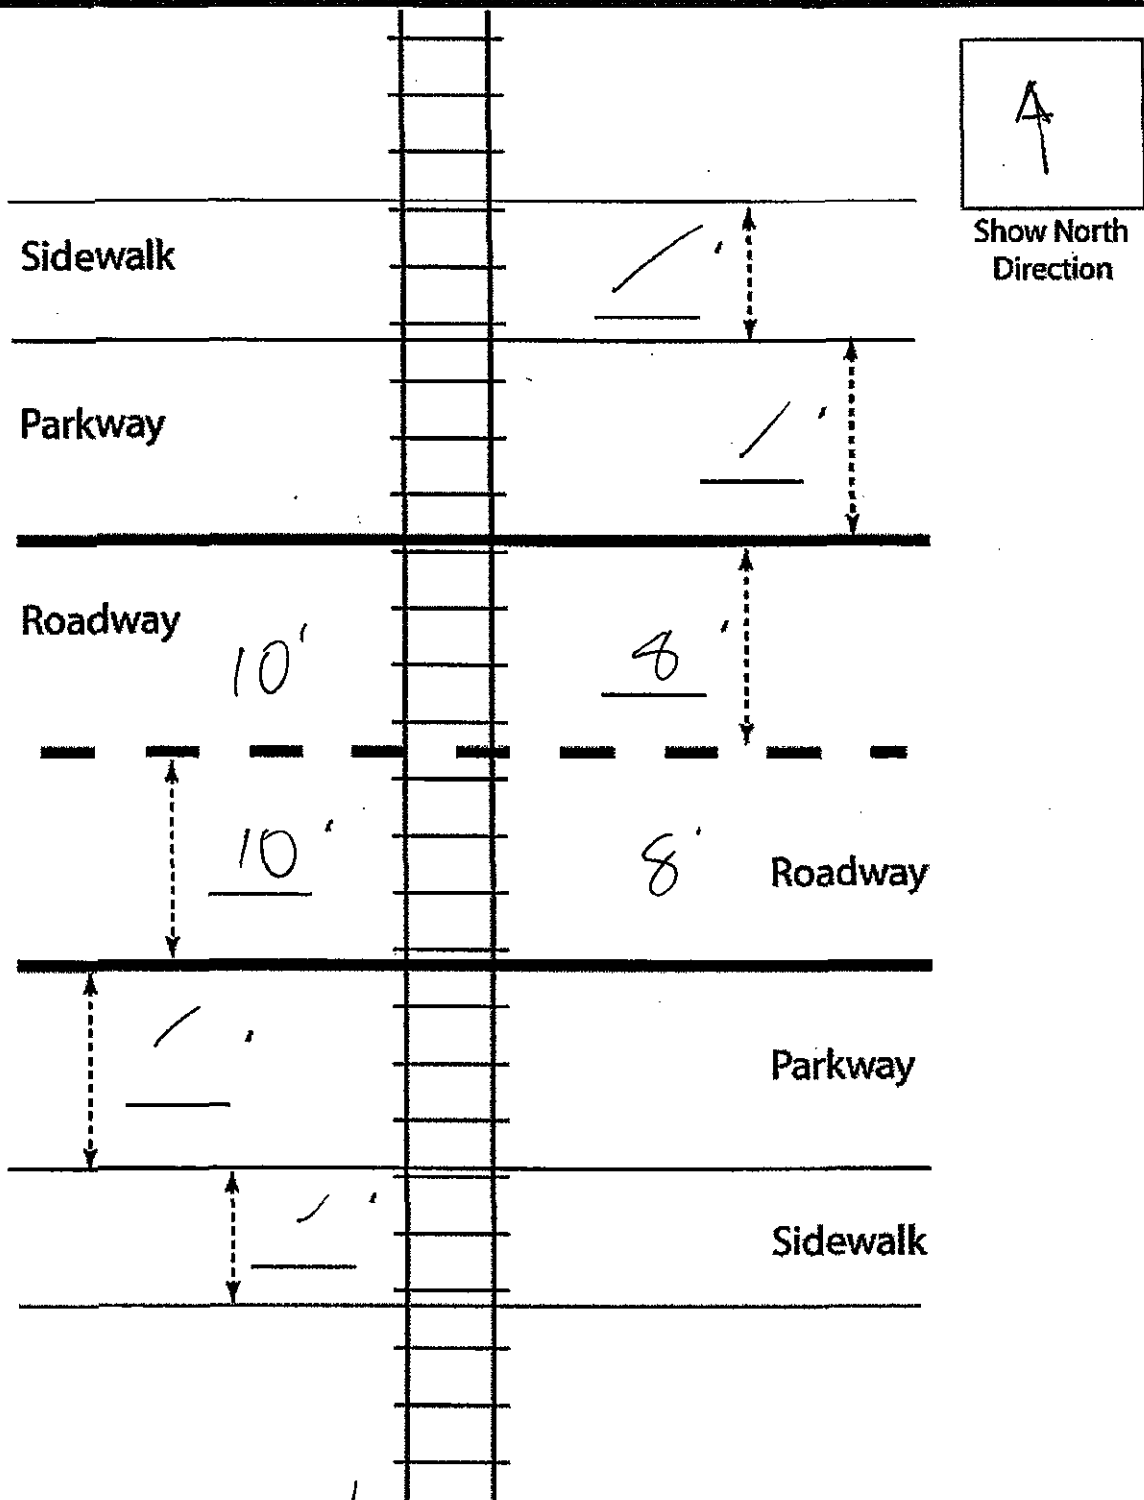 Show North
Direction
Sidewalk
/ '
Parkway
/ '
Roadway
10' 8 '
10 ' 8' Roadway
/ '
Parkway
/ '
Sidewalk